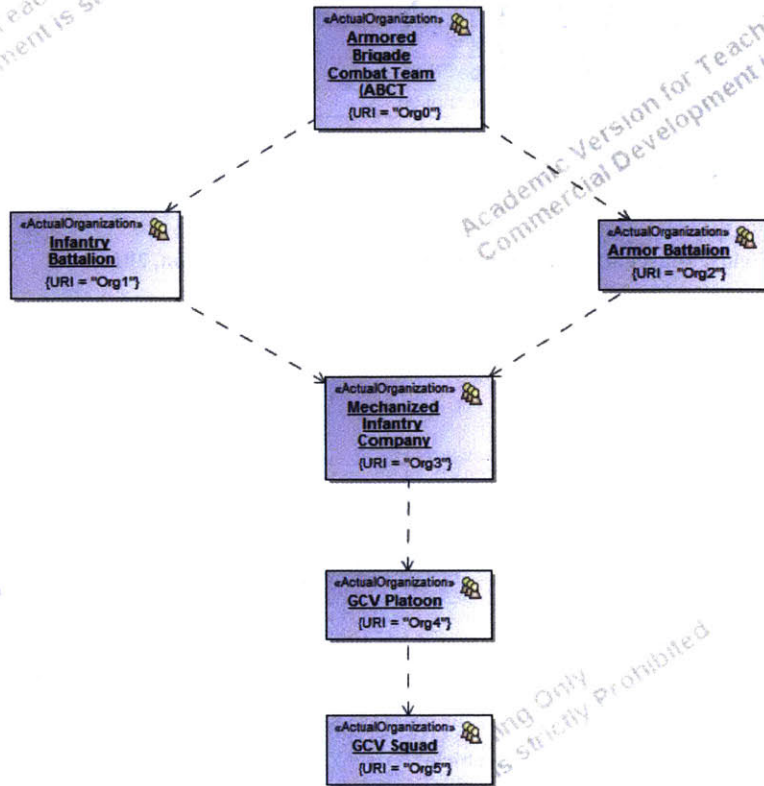 «ActualOrganization»
Armored
Brigade
Combat Team
(ABCT
{URI = "Org0"}
Academic Version for Teachi
Commercial Development i
«ActualOrganization»
Infantry
Battalion
{URI = "Org1"}
«ActualOrganization»
Armor Battalion
{URI = "Org2"}
«ActualOrganization»
Mechanized
Infantry
Company
{URI = "Org3"}
«ActualOrganization»
GCV Platoon
{URI = "Org4"}
«ActualOrganization»
GCV Squad
{URI = "Org5"}
ing Only
is strictly Prohibited